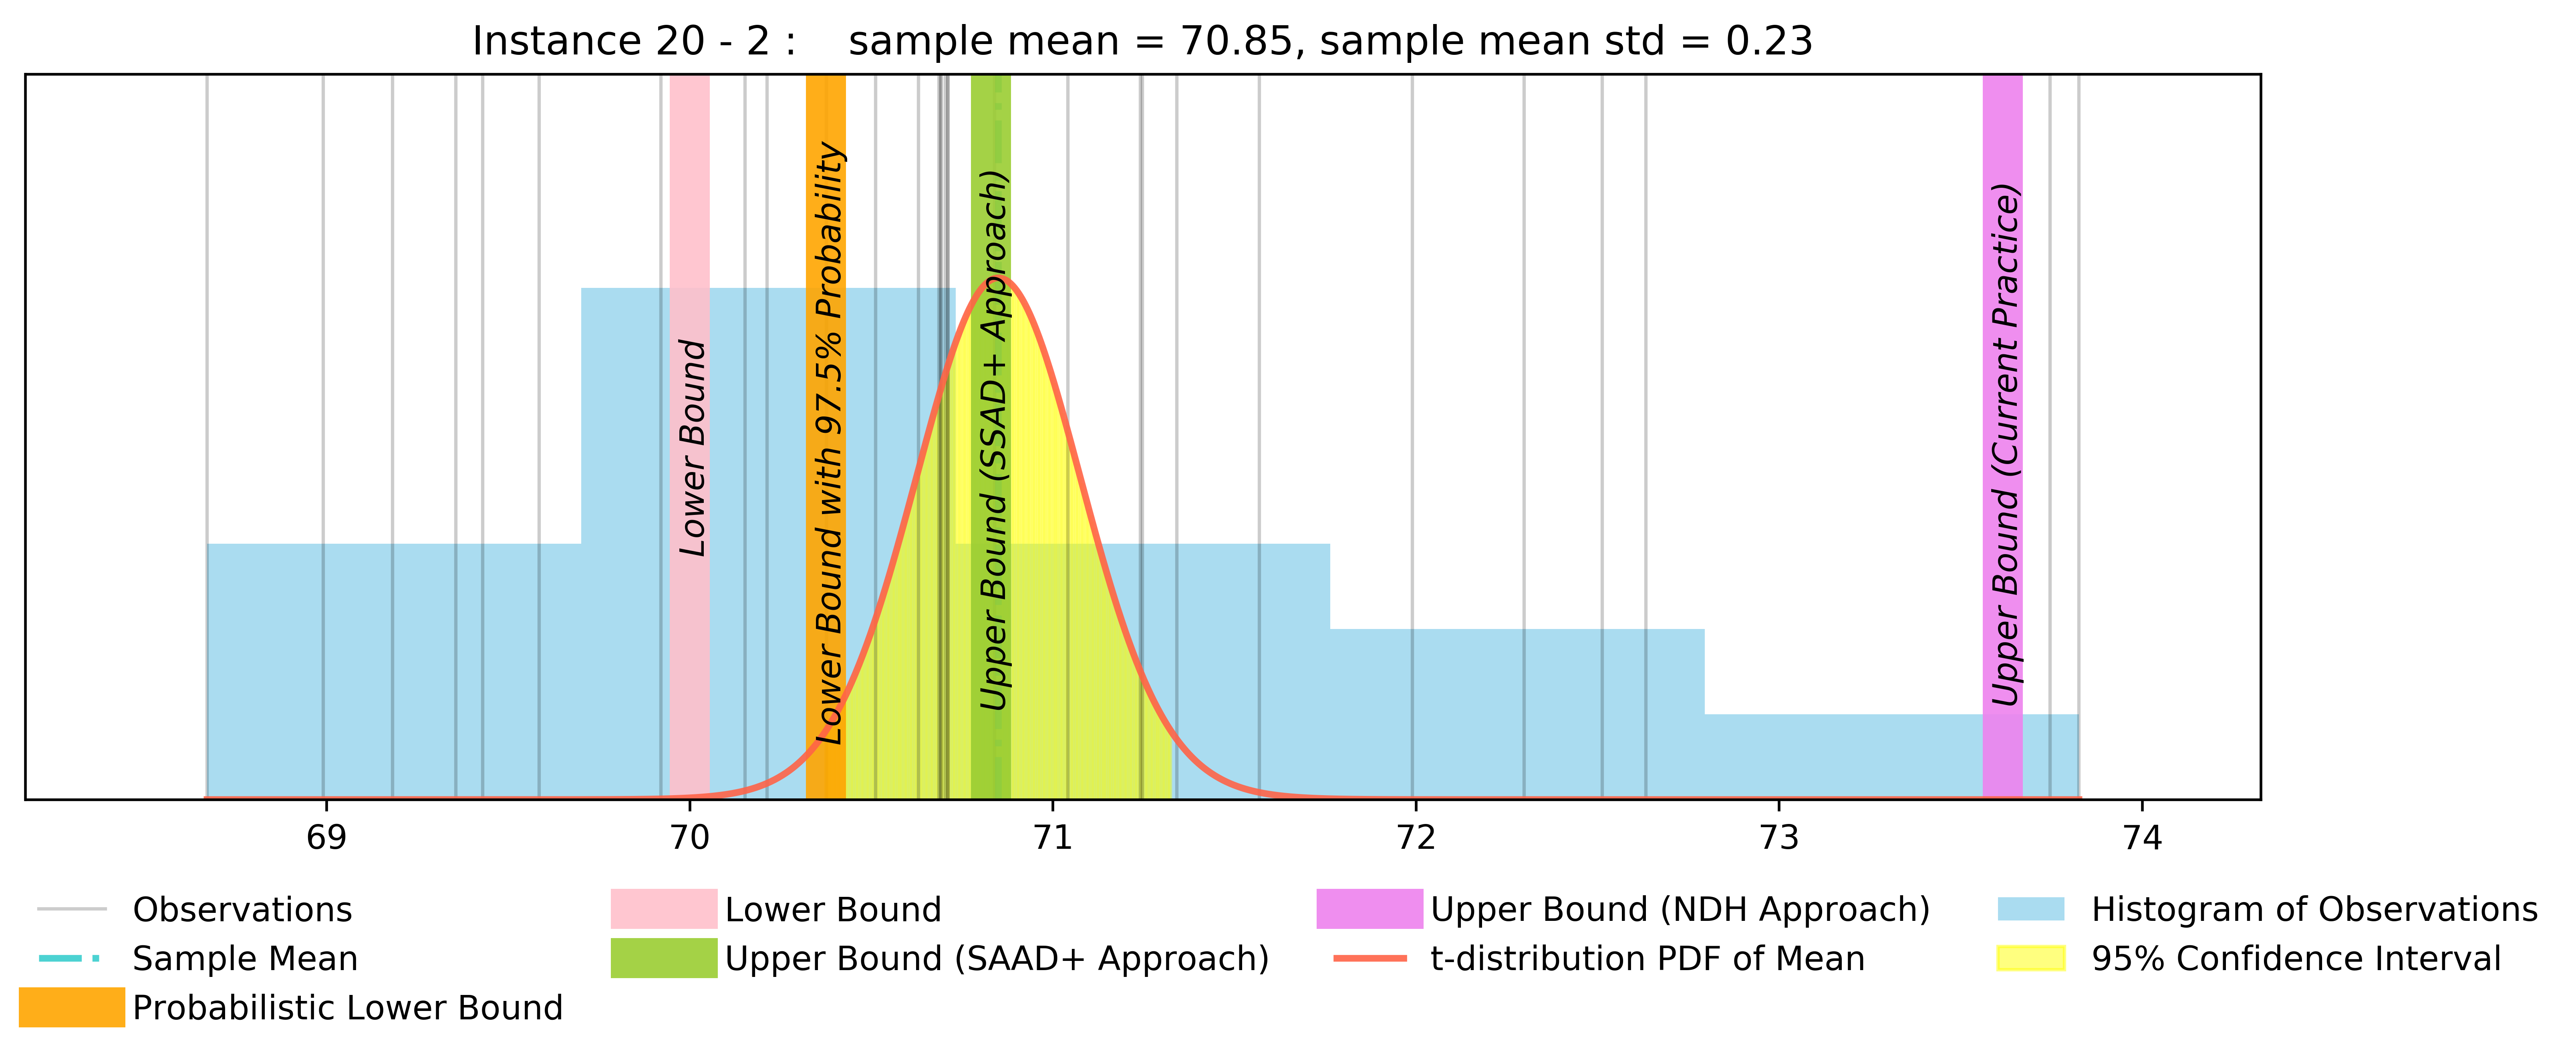 Instance 20 - 2 :    sample mean = 70.85, sample mean std = 0.23
Lower Bound
Lower Bound with 97.5% Probability
Upper Bound (SSAD+ Approach)
Upper Bound (Current Practice)
69 70 71 72 73 74
Observations
Sample Mean
Probabilistic Lower Bound
Lower Bound
Upper Bound (SAAD+ Approach)
Upper Bound (NDH Approach)
t-distribution PDF of Mean
Histogram of Observations
95% Confidence Interval